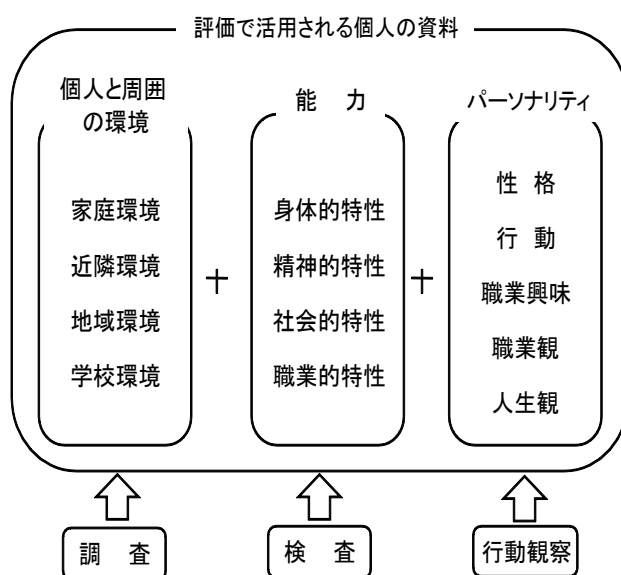 評価で活用される個人の資料
個人と周囲
の環境
家庭環境
近隣環境
地域環境
学校環境
+
能　力
身体的特性
精神的特性
社会的特性
職業的特性
+
パーソナリティ
性　格
行　動
職業興味
職業観
人生観
調　査
検　査
行動観察